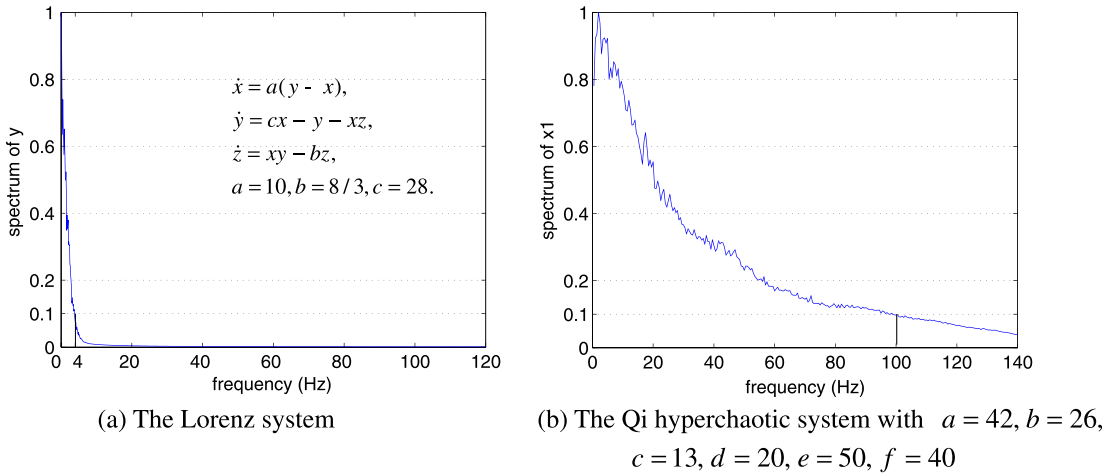 1
0.8
0.6
0.4
0.2
0.1
0
spectrum of y
ẋ = a(y - x),
ẏ = cx − y − xz,
ż = xy − bz,
a = 10, b = 8 / 3, c = 28.
0 4 20 40 60 80 100 120
frequency (Hz)
(a) The Lorenz system
1
0.8
0.6
0.4
0.2
0.1
0
spectrum of x1
0 20 40 60 80 100 120 140
frequency (Hz)
(b) The Qi hyperchaotic system with a = 42, b = 26,
c = 13, d = 20, e = 50, f = 40